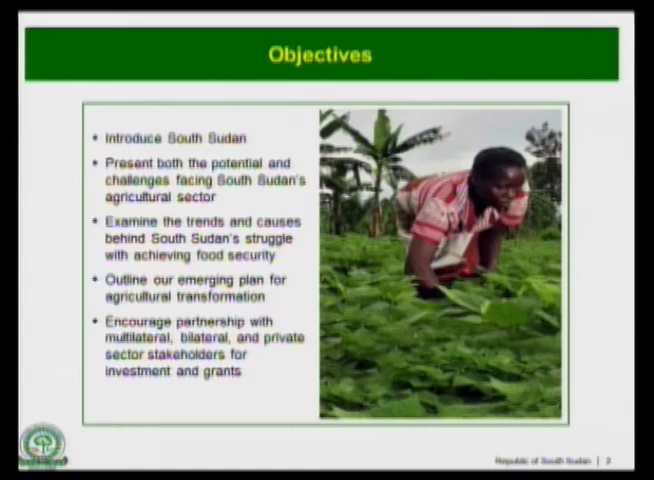 Objectives
• Introduce South Sudan
• Present both the potential and
challenges facing South Sudan's
agricultural sector
• Examine the trends and causes
behind South Sudan's struggle
with achieving food security
• Outline our emerging plan for
agricultural transformation
• Encourage partnership with
multilateral, bilateral, and private
sector stakeholders for
investment and grants
Republic of South Sudan | 2